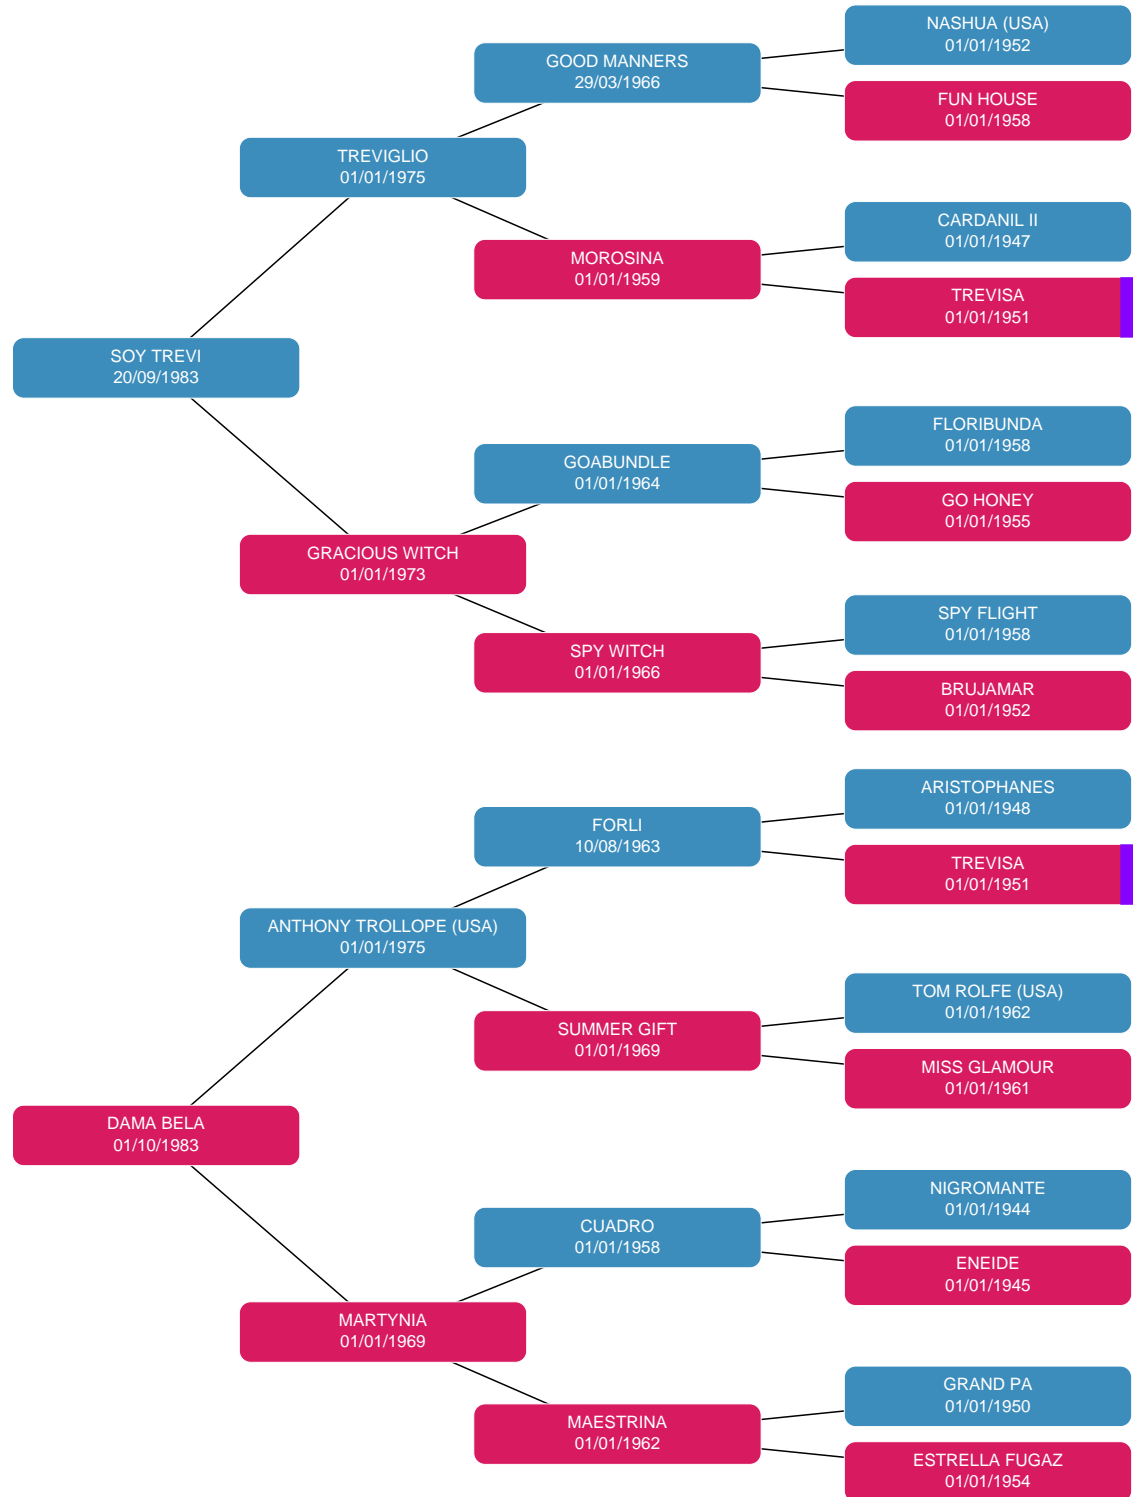 NASHUA (USA)
01/01/1952
GOOD MANNERS
29/03/1966
FUN HOUSE
01/01/1958
TREVIGLIO
01/01/1975
CARDANIL II
01/01/1947
MOROSINA
01/01/1959
TREVISA
01/01/1951
SOY TREVI
20/09/1983
FLORIBUNDA
01/01/1958
GOABUNDLE
01/01/1964
GO HONEY
01/01/1955
GRACIOUS WITCH
01/01/1973
SPY FLIGHT
01/01/1958
SPY WITCH
01/01/1966
BRUJAMAR
01/01/1952
ARISTOPHANES
01/01/1948
FORLI
10/08/1963
TREVISA
01/01/1951
ANTHONY TROLLOPE (USA)
01/01/1975
TOM ROLFE (USA)
01/01/1962
SUMMER GIFT
01/01/1969
MISS GLAMOUR
01/01/1961
DAMA BELA
01/10/1983
NIGROMANTE
01/01/1944
CUADRO
01/01/1958
ENEIDE
01/01/1945
MARTYNIA
01/01/1969
GRAND PA
01/01/1950
MAESTRINA
01/01/1962
ESTRELLA FUGAZ
01/01/1954